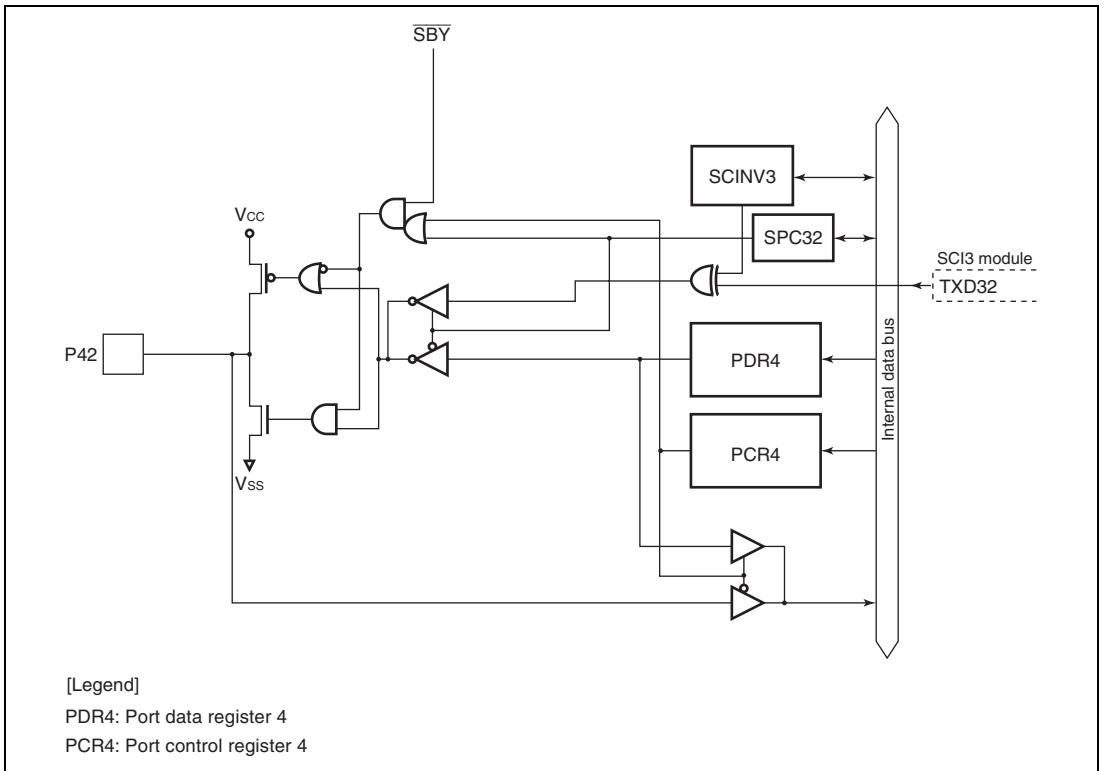 SBY
SCINV3
VCC
SPC32
SCI3 module
TXD32
P42
PDR4
Internal data bus
PCR4
VSS
[Legend]
PDR4: Port data register 4
PCR4: Port control register 4